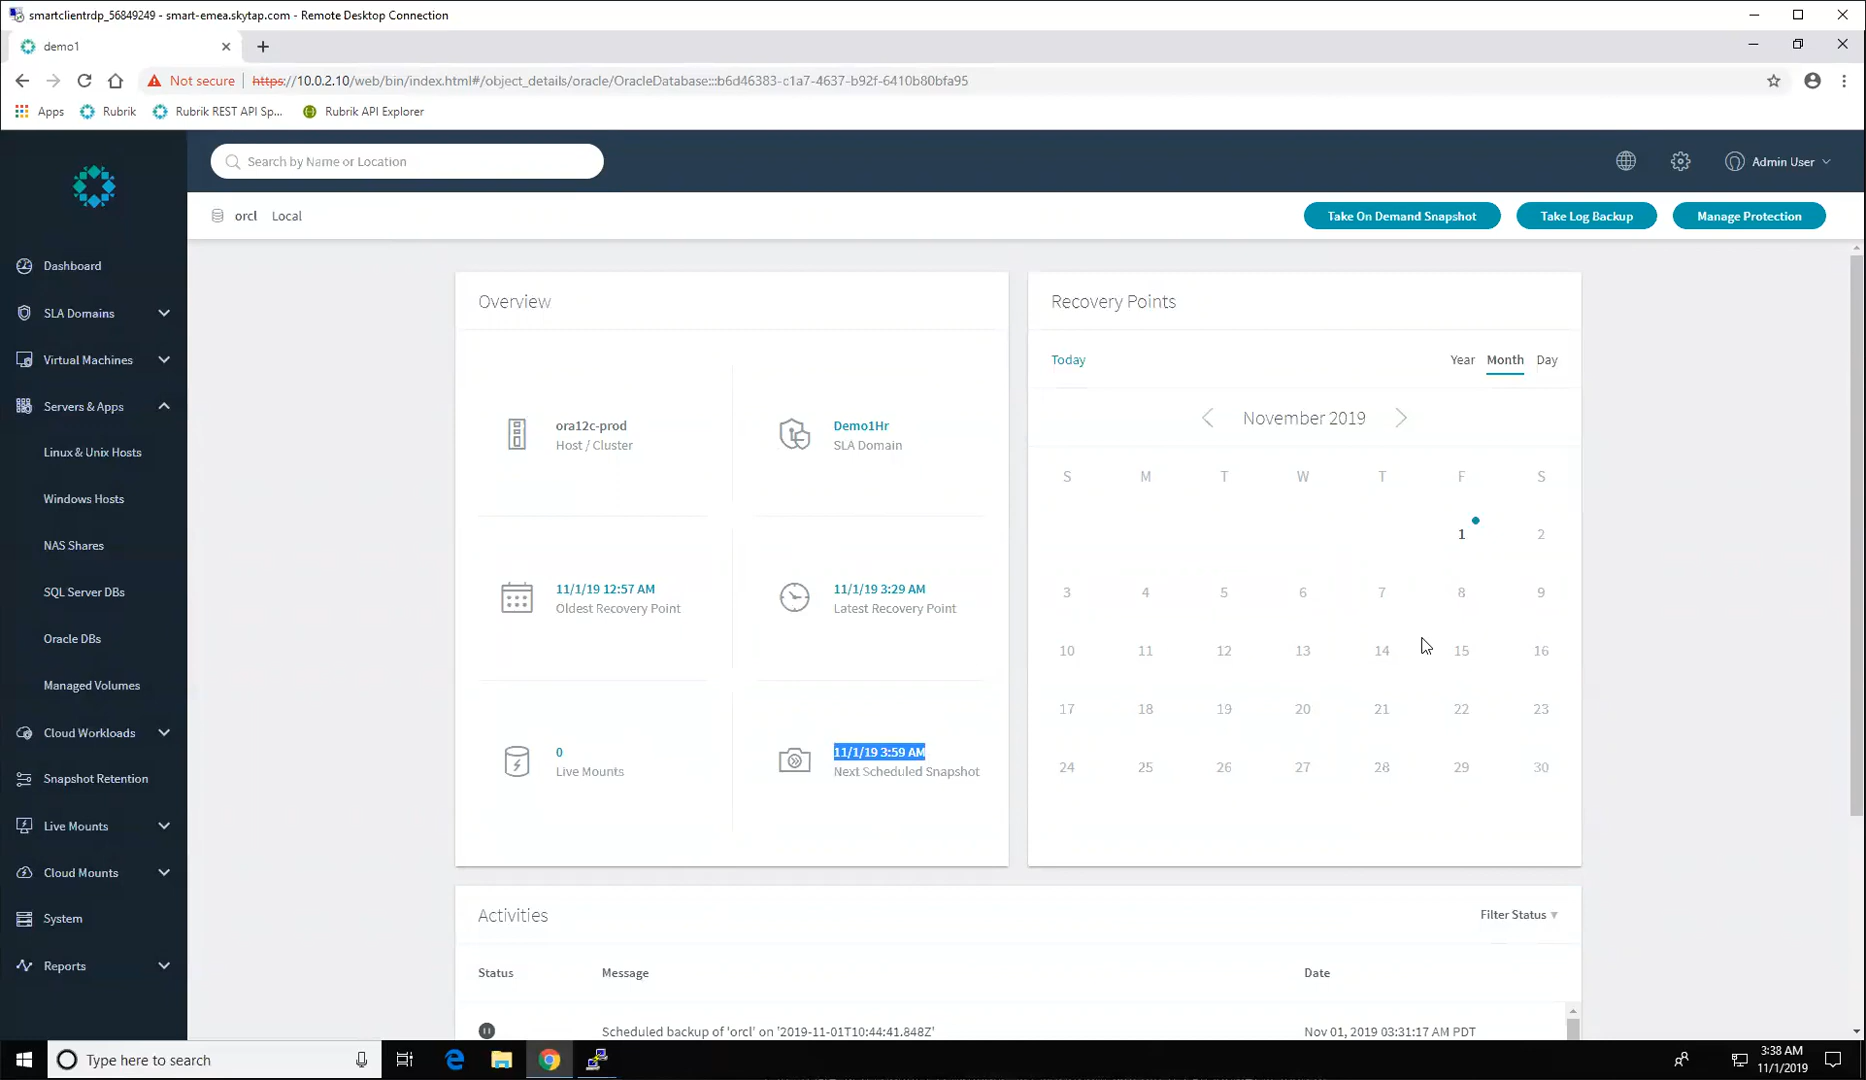 smartclientrdp_56849249 - smart-emea.skytap.com - Remote Desktop Connection
demo1
Not secure
https://10.0.2.10/web/bin/index.html#/object_details/oracle/OracleDatabase:::b6d46383-c1a7-4637-b92f-6410b80bfa95
Apps Rubrik Rubrik REST API Sp... Rubrik API Explorer
Search by Name or Location
Admin User
orcl Local
Take On Demand Snapshot
Take Log Backup
Manage Protection
Dashboard
SLA Domains
Virtual Machines
Servers & Apps
Linux & Unix Hosts
Windows Hosts
NAS Shares
SQL Server DBs
Oracle DBs
Managed Volumes
Cloud Workloads
Snapshot Retention
Live Mounts
Cloud Mounts
System
Reports
Overview
ora12c-prod
Host / Cluster
Demo1Hr
SLA Domain
11/1/19 12:57 AM
Oldest Recovery Point
11/1/19 3:29 AM
Latest Recovery Point
0
Live Mounts
11/1/19 3:59 AM
Next Scheduled Snapshot
Recovery Points
Today
Year Month Day
November 2019
S M T W T F S
1 2
3 4 5 6 7 8 9
10 11 12 13 14 15 16
17 18 19 20 21 22 23
24 25 26 27 28 29 30
Activities
Filter Status
Status Message Date
Scheduled backup of 'orcl' on '2019-11-01T10:44:41.848Z' Nov 01, 2019 03:31:17 AM PDT
Type here to search
3:38 AM
11/1/2019